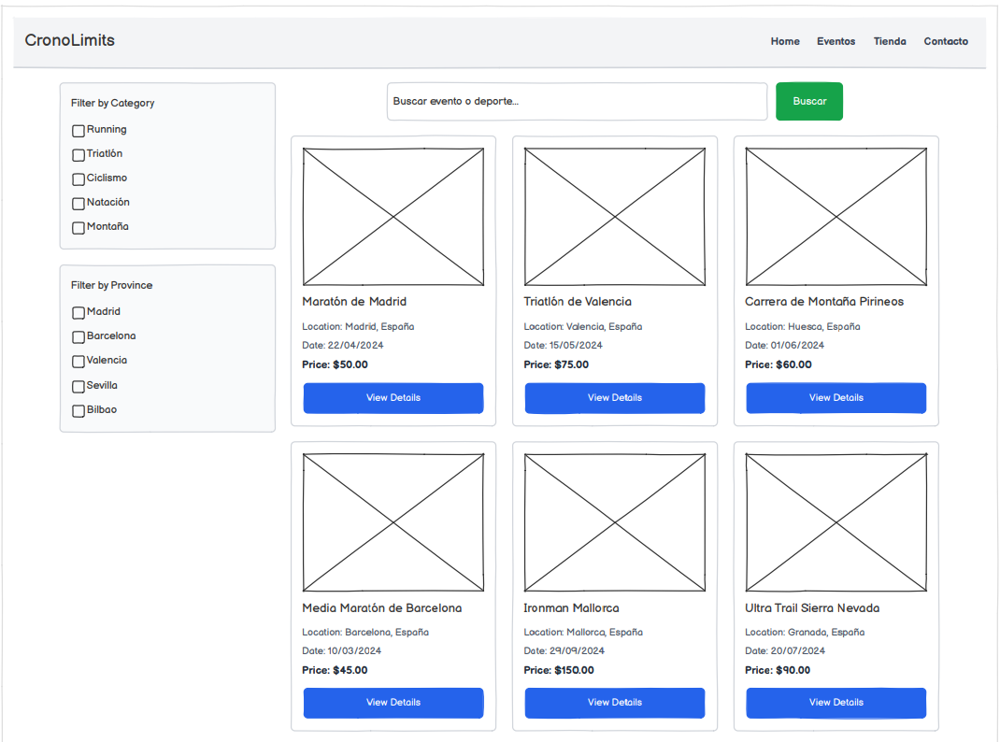 CronoLimits
Home Eventos Tienda Contacto
Filter by Category
Running
Triatlón
Ciclismo
Natación
Montaña
Filter by Province
Madrid
Barcelona
Valencia
Sevilla
Bilbao
Buscar evento o deporte...
Buscar
Maratón de Madrid
Location: Madrid, España
Date: 22/04/2024
Price: $50.00
View Details
Triatlón de Valencia
Location: Valencia, España
Date: 15/05/2024
Price: $75.00
View Details
Carrera de Montaña Pirineos
Location: Huesca, España
Date: 01/06/2024
Price: $60.00
View Details
Media Maratón de Barcelona
Location: Barcelona, España
Date: 10/03/2024
Price: $45.00
View Details
Ironman Mallorca
Location: Mallorca, España
Date: 29/09/2024
Price: $150.00
View Details
Ultra Trail Sierra Nevada
Location: Granada, España
Date: 20/07/2024
Price: $90.00
View Details